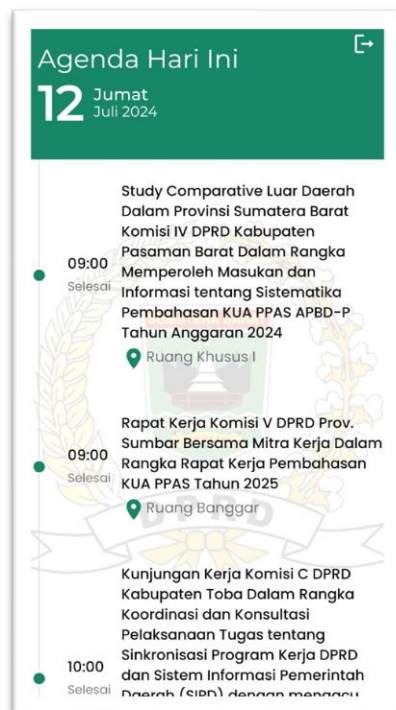 Agenda Hari Ini
12 Jumat
Juli 2024
Study Comparative Luar Daerah
Dalam Provinsi Sumatera Barat
Komisi IV DPRD Kabupaten
Pasaman Barat Dalam Rangka
09:00
Selesai
Memperoleh Masukan dan
Informasi tentang Sistematika
Pembahasan KUA PPAS APBD-P
Tahun Anggaran 2024
Ruang Khusus I
Rapat Kerja Komisi V DPRD Prov.
Sumbar Bersama Mitra Kerja Dalam
09:00
Selesai
Rangka Rapat Kerja Pembahasan
KUA PPAS Tahun 2025
Ruang Banggar
DPRD
Kunjungan Kerja Komisi C DPRD
Kabupaten Toba Dalam Rangka
Koordinasi dan Konsultasi
Pelaksanaan Tugas tentang
10:00
Selesai
Sinkronisasi Program Kerja DPRD
dan Sistem Informasi Pemerintah
Daerah (SIPD) dengan mengacu